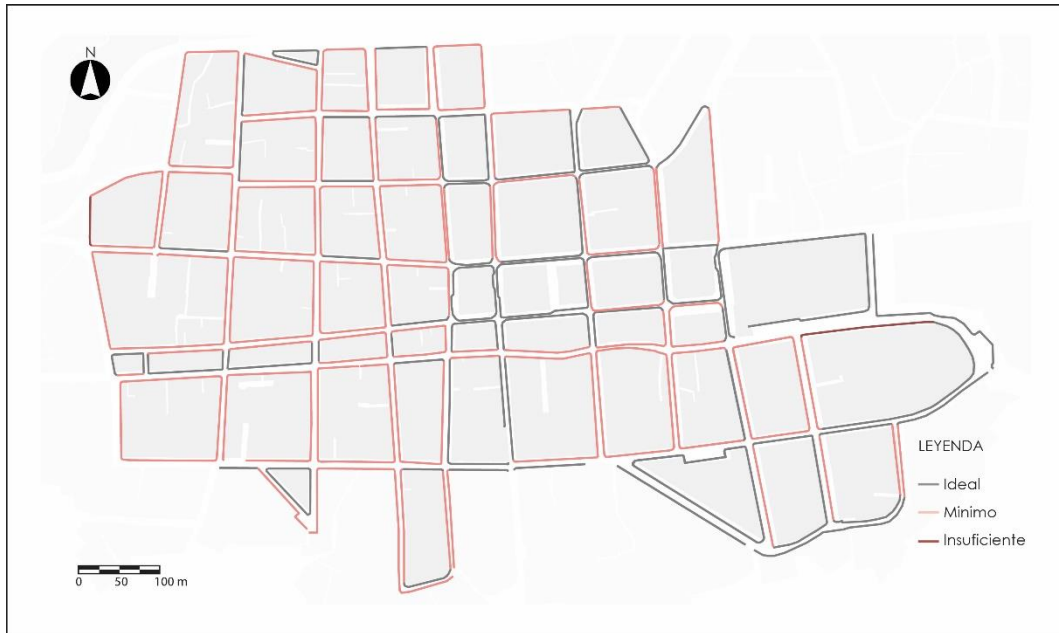 N
LEYENDA
Ideal
Mínimo
Insuficiente
0 50 100 m